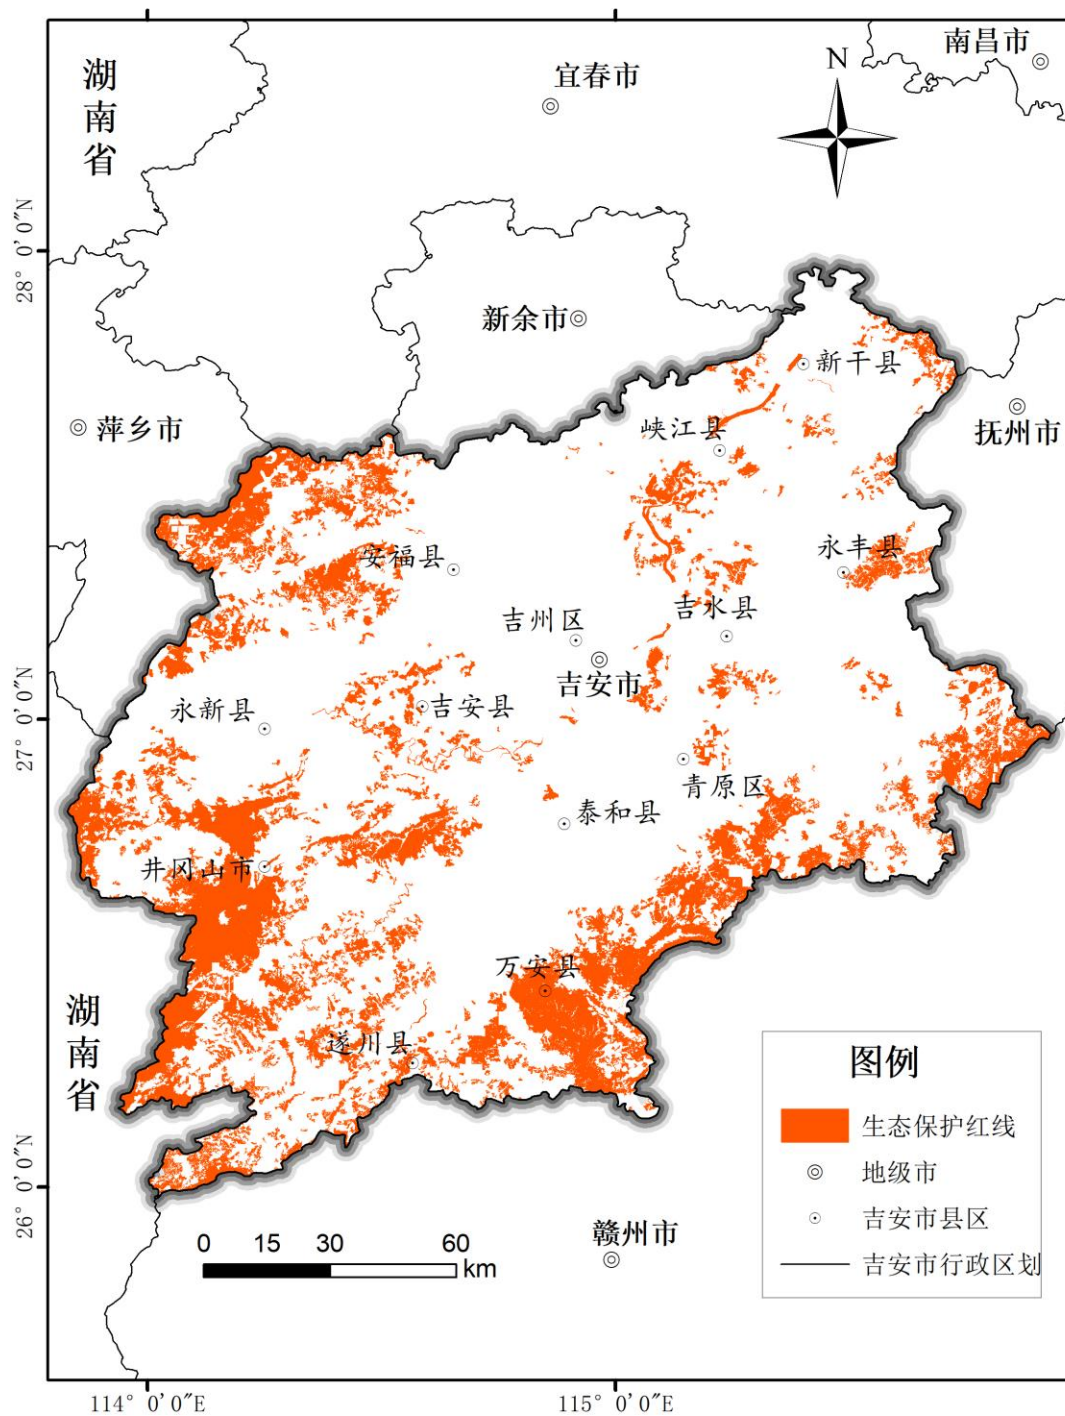 南昌市
宜春市
N
湖南省
28° 0′0″N
新余市
新干县
萍乡市
峡江县
抚州市
安福县
永丰县
吉州区
吉水县
吉安市
永新县
吉安县
27° 0′0″N
青原区
泰和县
井冈山市
万安县
湖南省
遂川县
图例
生态保护红线
地级市
吉安市县区
吉安市行政区划
26° 0′0″N
赣州市
0 15 30 60
km
114° 0′0″E
115° 0′0″E